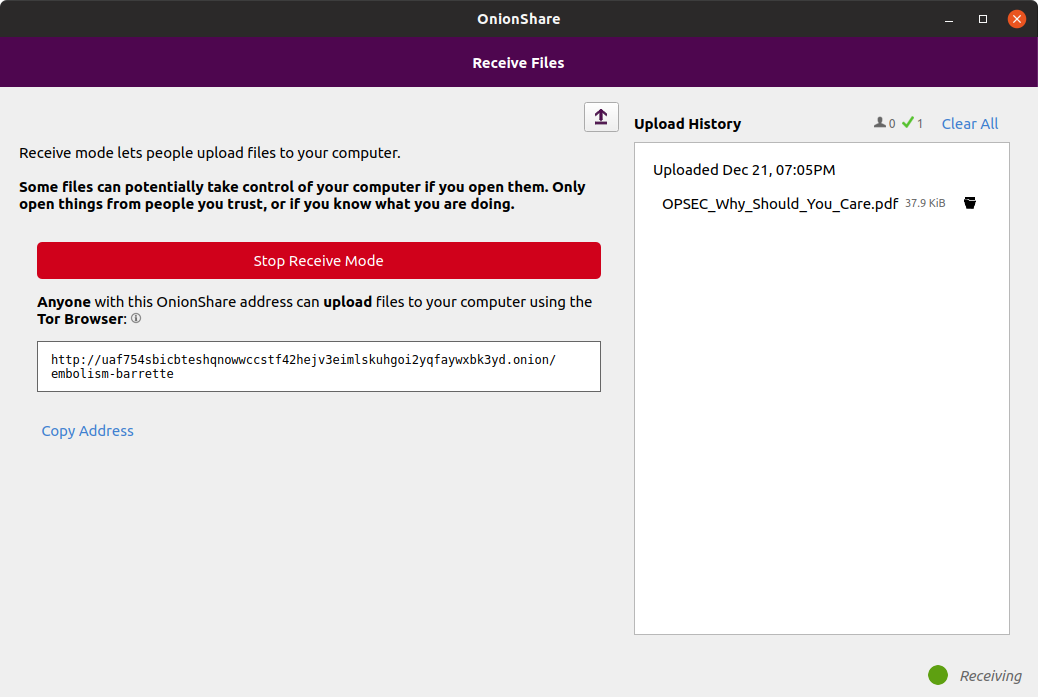 OnionShare
Receive Files
Upload History
0
1
Clear All
Receive mode lets people upload files to your computer.
Some files can potentially take control of your computer if you open them. Only
open things from people you trust, or if you know what you are doing.
Stop Receive Mode
Anyone with this OnionShare address can upload files to your computer using the
Tor Browser:
http://uaf754sbicbteshqnowwccstf42hejv3eimlskuhgoi2yqfaywxbk3yd.onion/
embolism-barrette
Copy Address
Uploaded Dec 21, 07:05PM
OPSEC_Why_Should_You_Care.pdf 37.9 KiB
Receiving